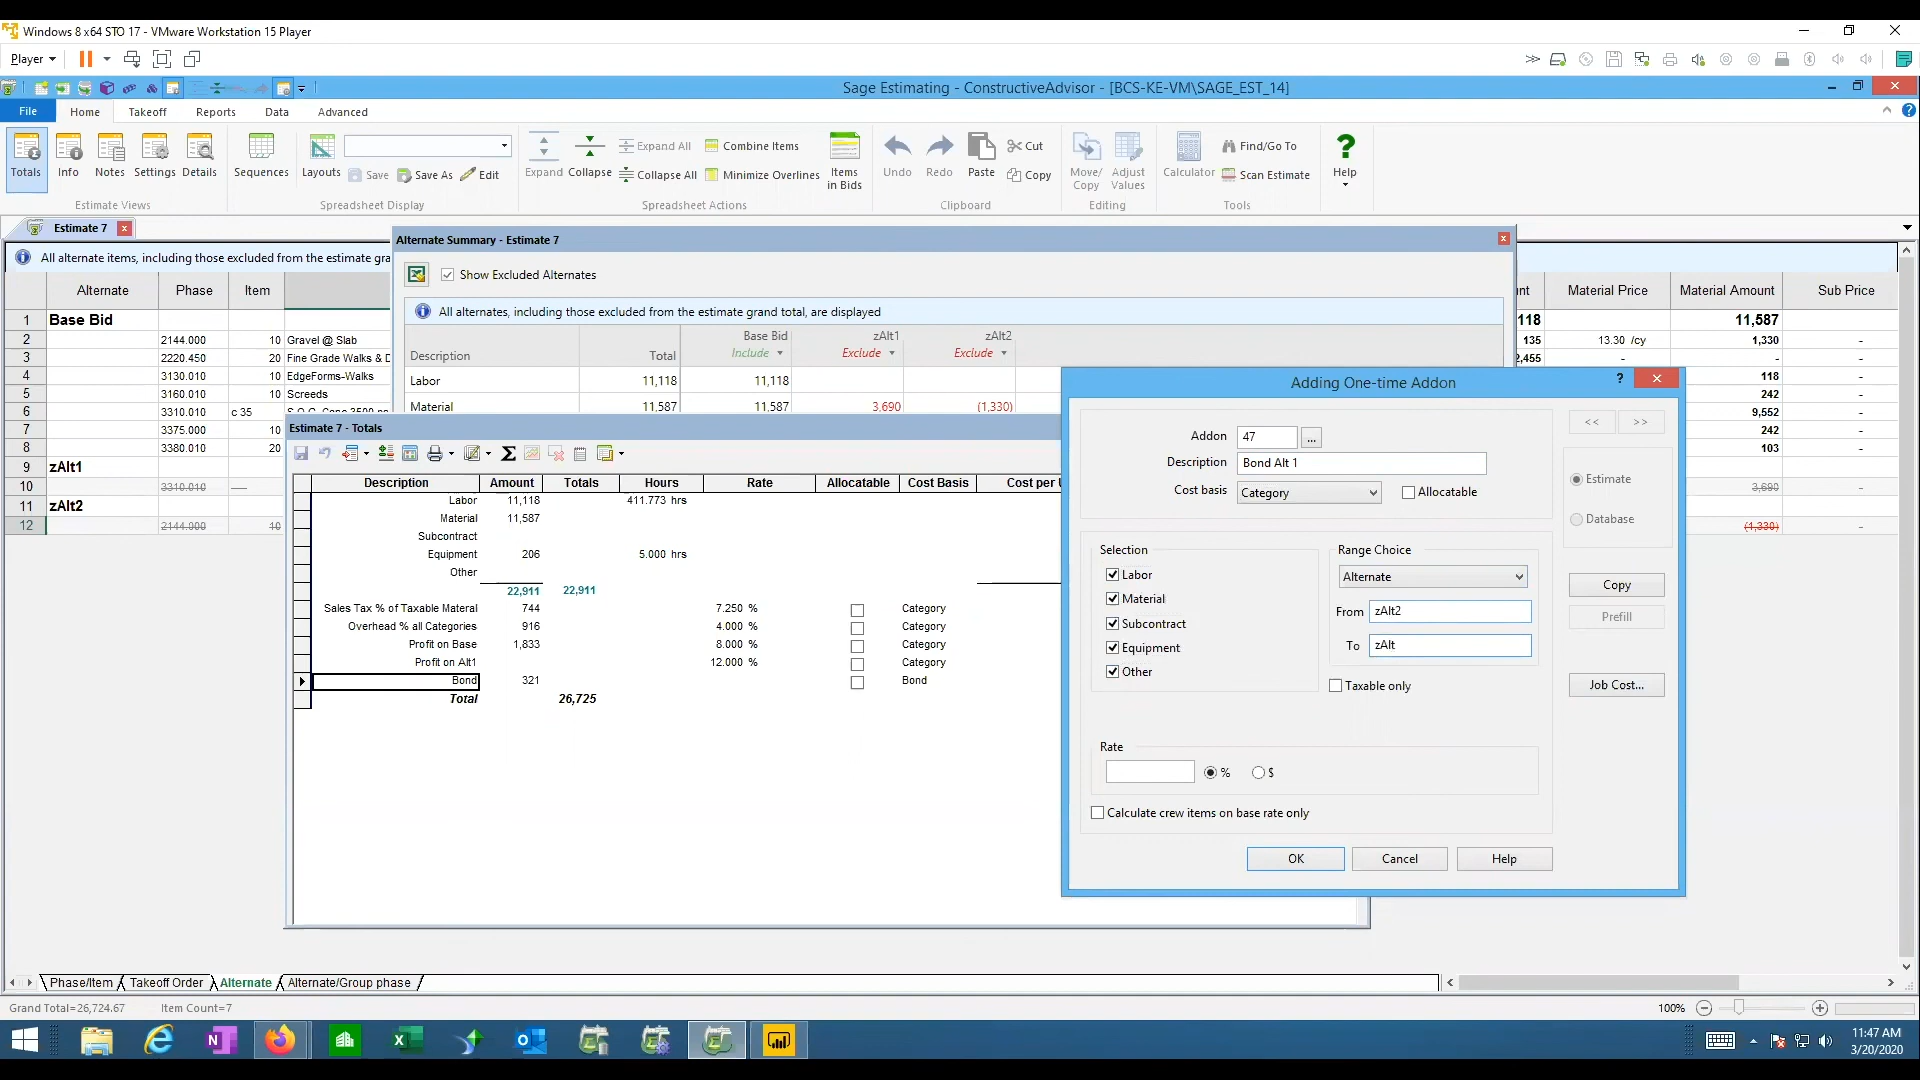 Windows 8 x64 STO 17 - VMware Workstation 15 Player
Player
Sage Estimating - ConstructiveAdvisor - [BCS-KE-VM\SAGE_EST_14]
File Home Takeoff Reports Data Advanced
Totals Info Notes Settings Details Sequences Layouts Save Save As Edit
Expand Collapse Expand All Collapse All Combine Items Minimize Overlines Items in Bids
Undo Redo Paste Cut Copy Move/ Copy Adjust Values Calculator Find/Go To Scan Estimate Help
Estimate Views Spreadsheet Display Spreadsheet Actions Clipboard Editing Tools
Estimate 7
All alternate items, including those excluded from the estimate gra
Alternate Phase Item
1 Base Bid
2 2144.000 10 Gravel @ Slab
3 2220.450 20 Fine Grade Walks & D
4 3130.010 10 EdgeForms-Walks
5 3160.010 10 Screeds
6 3310.010 c 35
7 3375.000 10
8 3380.010 20
9 zAlt1
10 3310.010
11 zAlt2
12 2144.000 10
Alternate Summary - Estimate 7
Show Excluded Alternates
All alternates, including those excluded from the estimate grand total, are displayed
Description Total Base Bid Include zAlt1 Exclude zAlt2 Exclude
Labor 11,118 11,118
Material 11,587 11,587 3,690 (1,330)
nt Material Price Material Amount Sub Price
118 11,587
135 13.30 /cy 1,330 -
2,455 - - -
118 -
242 -
9,552 -
242 -
103 -
3,690 -
(1,330) -
Estimate 7 - Totals
Description Amount Totals Hours Rate Allocatable Cost Basis Cost per U
Labor 11,118 411.773 hrs
Material 11,587
Subcontract
Equipment 206 5.000 hrs
Other
22,911 22,911
Sales Tax % of Taxable Materal 744 7.250 % Category
Overhead % all Categories 916 4.000 % Category
Profit on Base 1,833 8.000 % Category
Profit on Alt1 12.000 % Category
Bond 321 Bond
Total 26,725
Adding One-time Addon
? 
Addon 47 ...
Description Bond Alt 1
Cost basis Category Allocatable
<< >>
Estimate
Database
Selection
Labor
Material
Subcontract
Equipment
Other
Range Choice
Alternate
From zAlt2
To zAlt
Taxable only
Copy
Prefill
Job Cost...
Rate
% $
Calculate crew items on base rate only
OK Cancel Help
Phase/Item Takeoff Order Alternate Alternate/Group phase
Grand Total=26,724.67 Item Count=7
100%
11:47 AM
3/20/2020